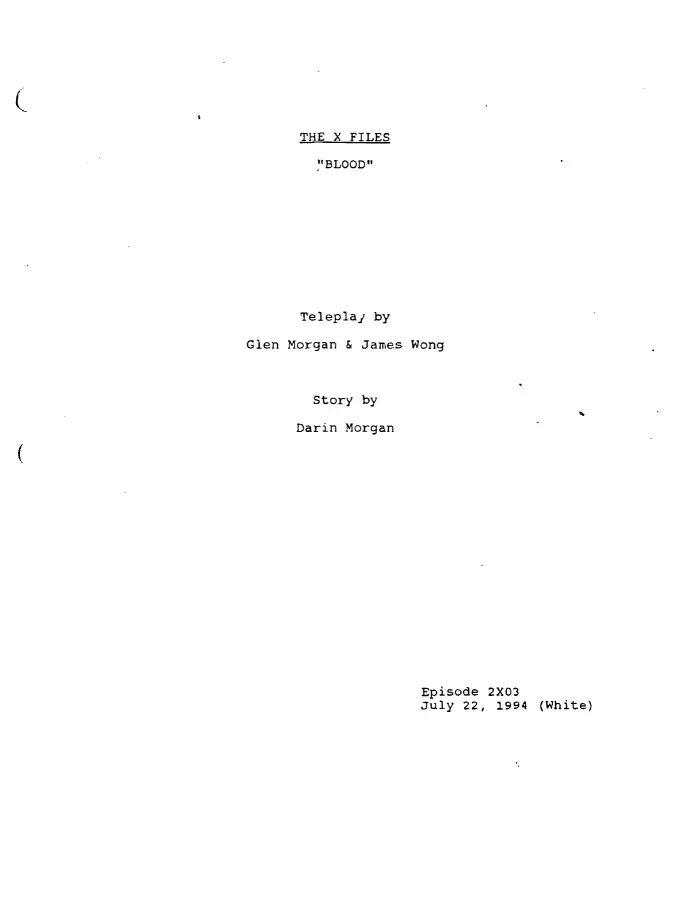 THE X FILES
"BLOOD"
Teleplay by
Glen Morgan & James Wong
Story by
Darin Morgan
Episode 2X03
July 22, 1994 (White)